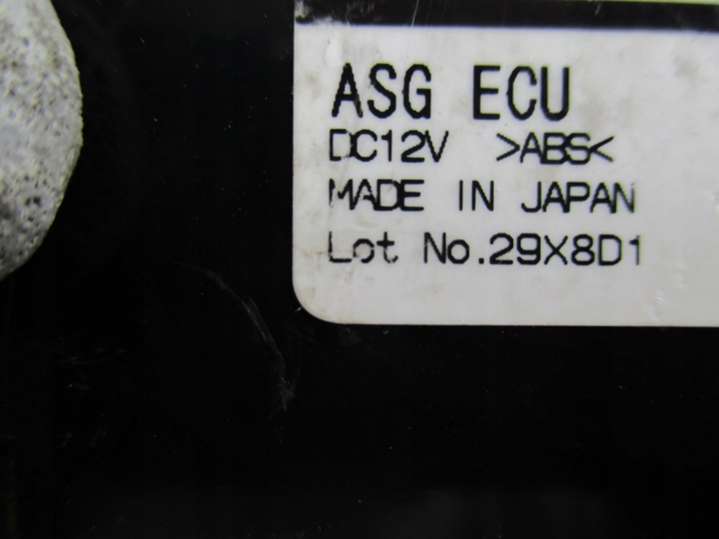 ASG ECU
DC12V >ABS<
MADE IN JAPAN
Lot No.29X8D1